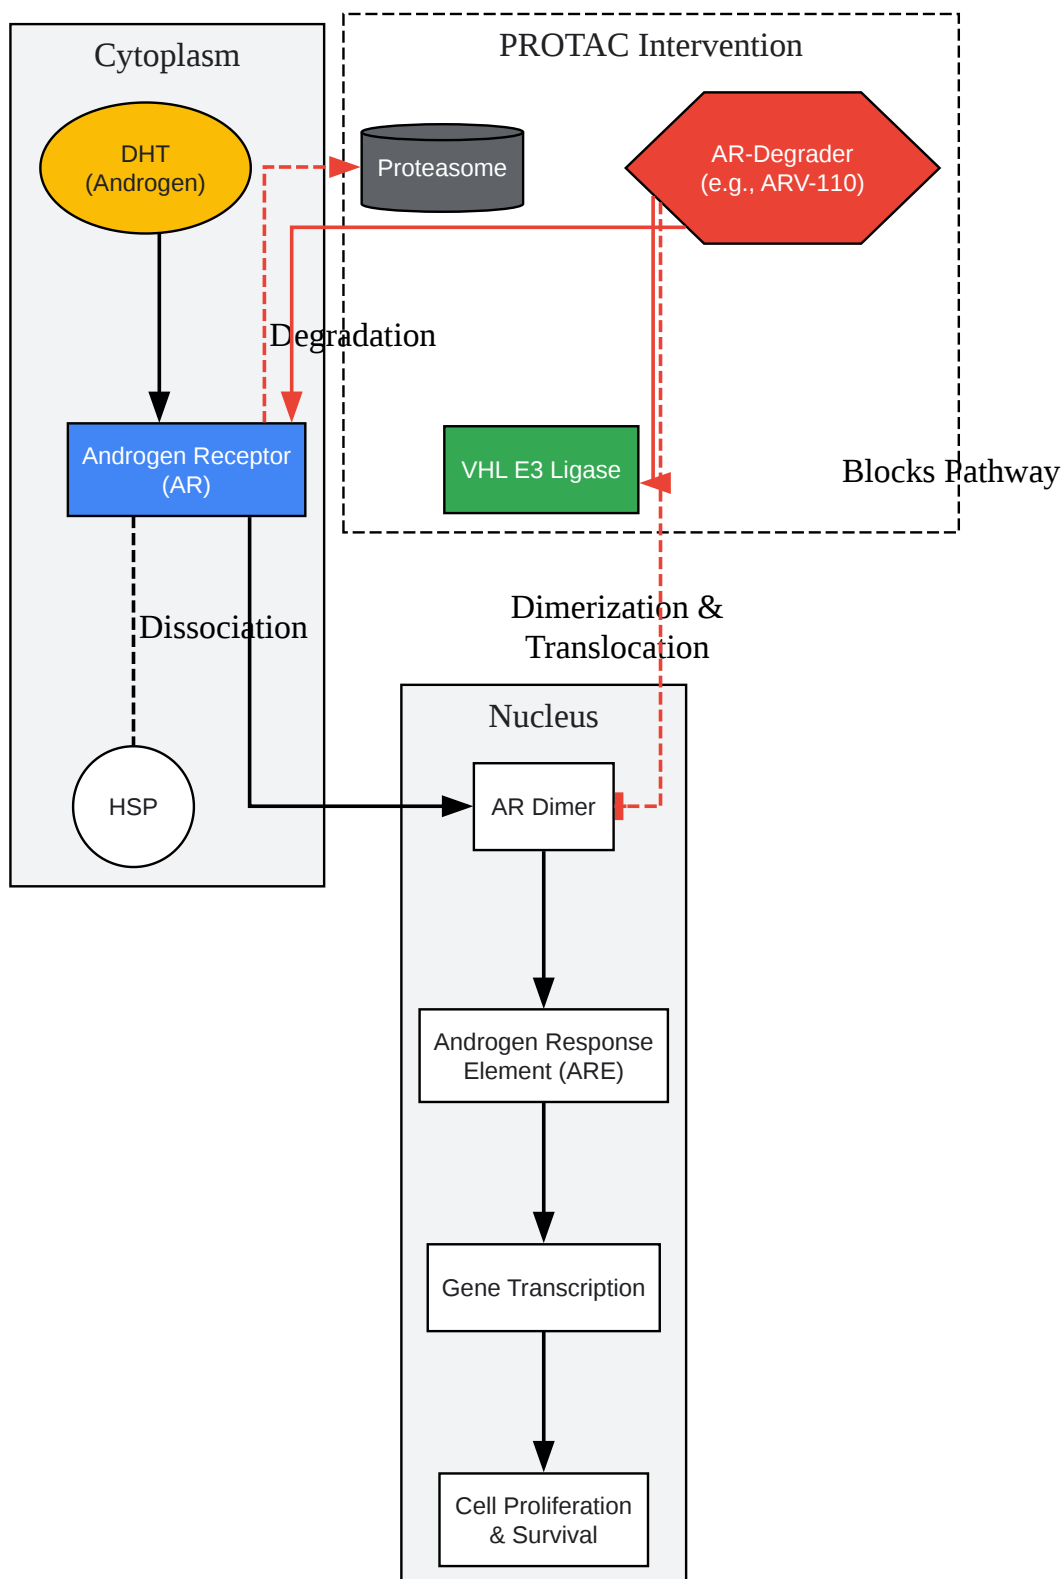 Cytoplasm
PROTAC Intervention
DHT
(Androgen)
Proteasome
AR-Degrader
(e.g., ARV-110)
Degradation
Androgen Receptor
(AR)
VHL E3 Ligase
Blocks Pathway
Dissociation
Dimerization &
Translocation
Nucleus
HSP
AR Dimer
Androgen Response
Element (ARE)
Gene Transcription
Cell Proliferation
& Survival